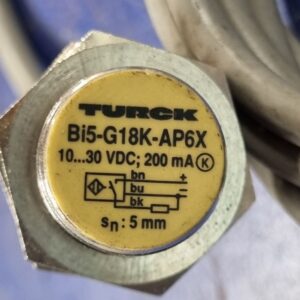 TURCK
Bi5-G18K-AP6X
10...30 VDC; 200 mA K
bn +
bu -
bk
sn: 5 mm